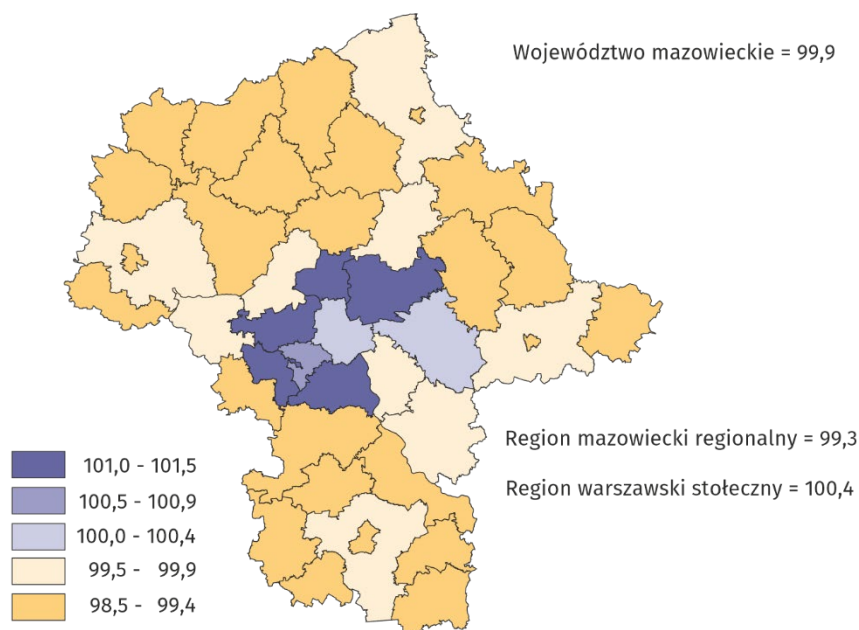 Województwo mazowieckie = 99,9
Region mazowiecki regionalny = 99,3
Region warszawski stołeczny = 100,4
101,0 - 101,5
100,5 - 100,9
100,0 - 100,4
99,5 - 99,9
98,5 - 99,4